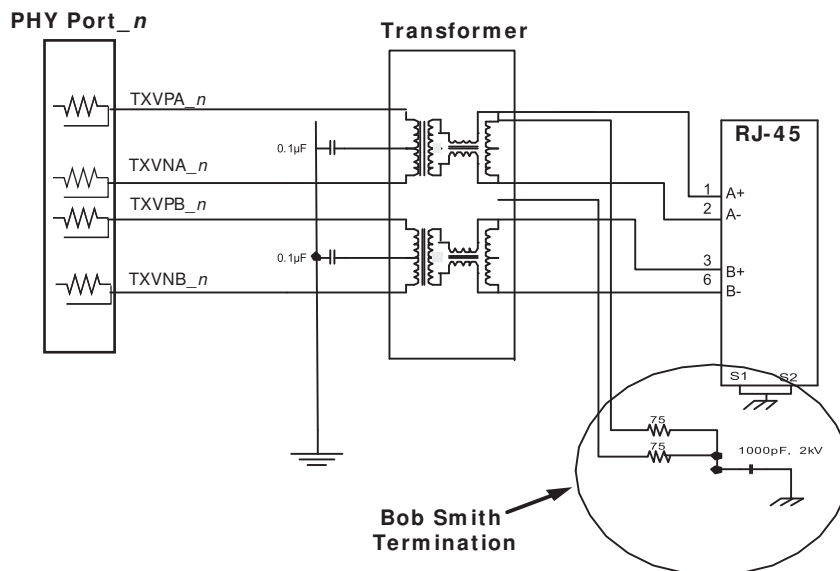 PHY Port_n
Transformer
TXVPA_n
RJ-45
0.1µF
TXVNA_n
1
A+
2
A-
TXVPB_n
0.1µF
3
B+
6
B-
TXVNB_n
S1
S2
75
75
1000pF, 2kV
Bob Smith
Termination